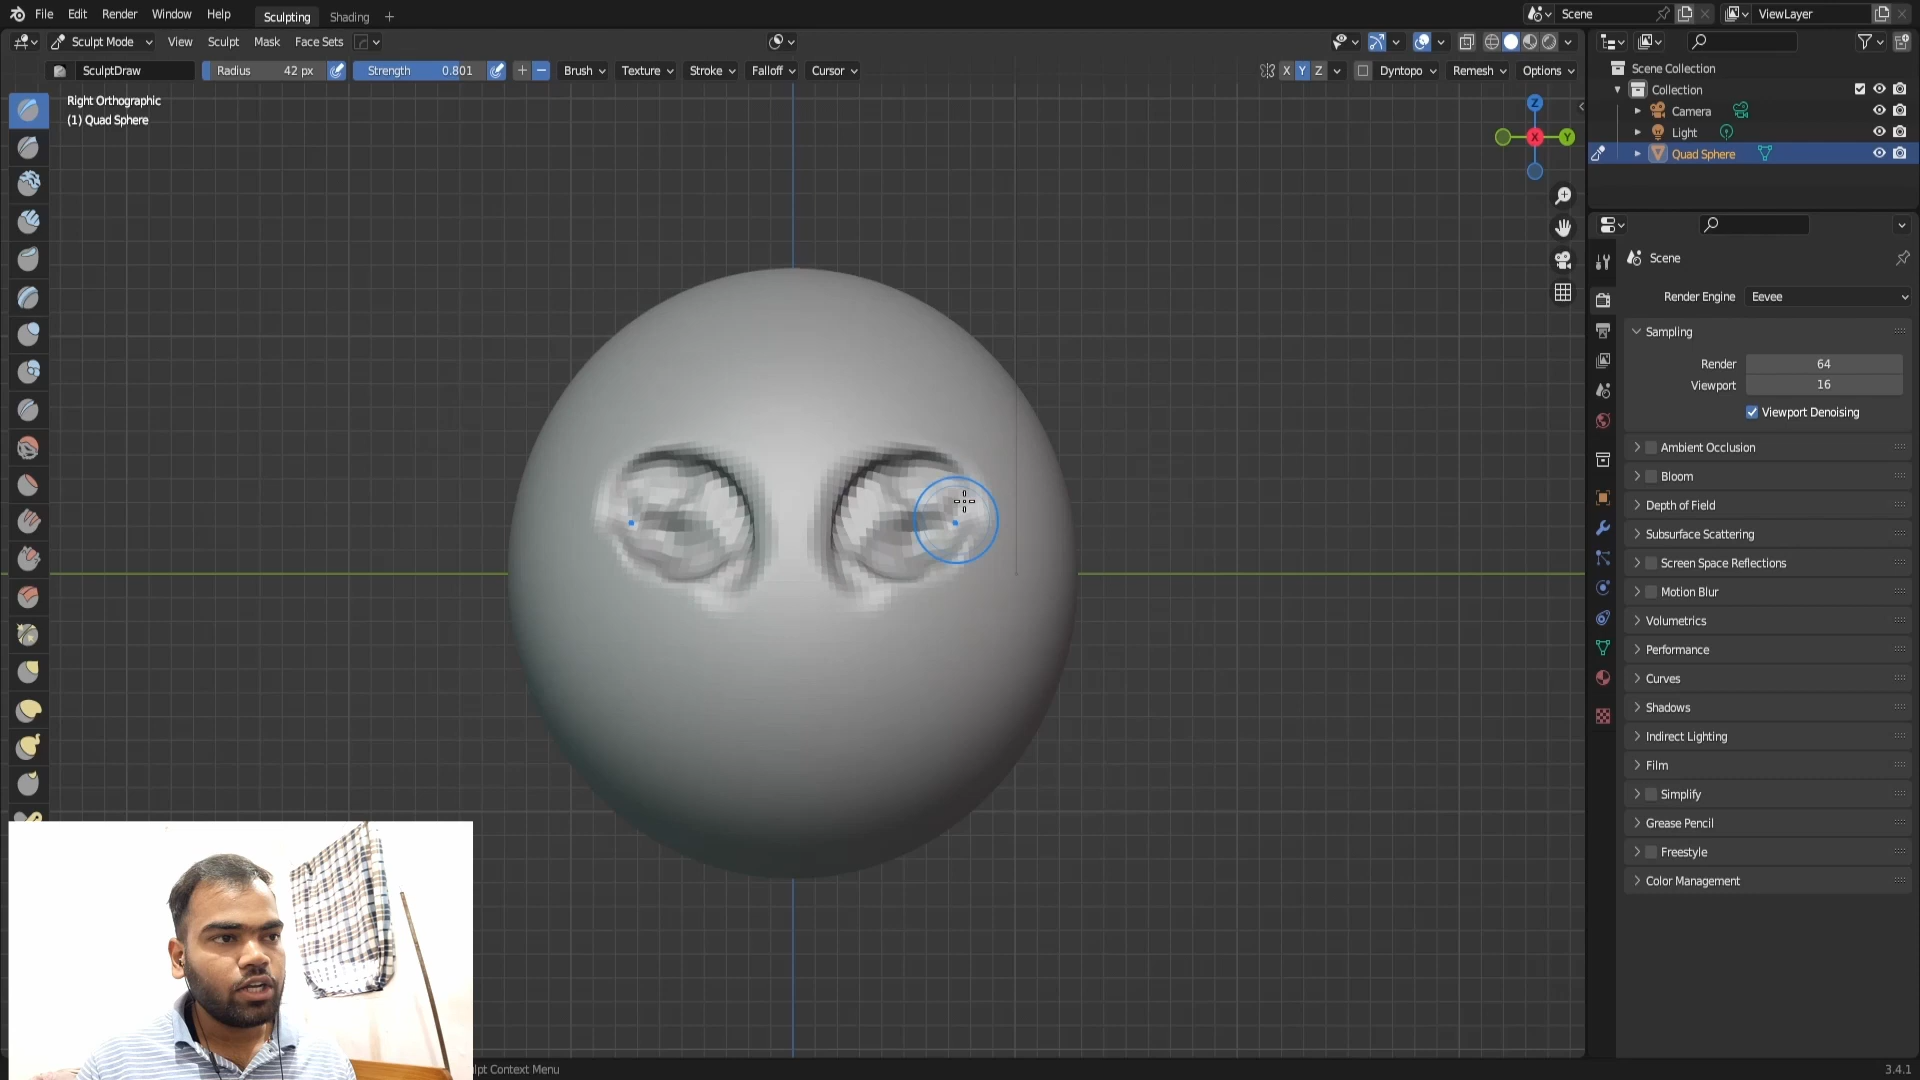 File Edit Render Window Help Sculpting Shading + Scene ViewLayer
Sculpt Mode View Sculpt Mask Face Sets
SculptDraw Radius 42 px Strength 0.801 Brush Texture Stroke Falloff Cursor X Y Z Dyntopo Remesh Options
Right Orthographic
(1) Quad Sphere
Z
X
Y
Scene Collection
Collection
Camera
Light
Quad Sphere
Scene
Render Engine Eevee
Sampling
Render 64
Viewport 16
Viewport Denoising
Ambient Occlusion
Bloom
Depth of Field
Subsurface Scattering
Screen Space Reflections
Motion Blur
Volumetrics
Performance
Curves
Shadows
Indirect Lighting
Film
Simplify
Grease Pencil
Freestyle
Color Management
Context Menu
3.4.1